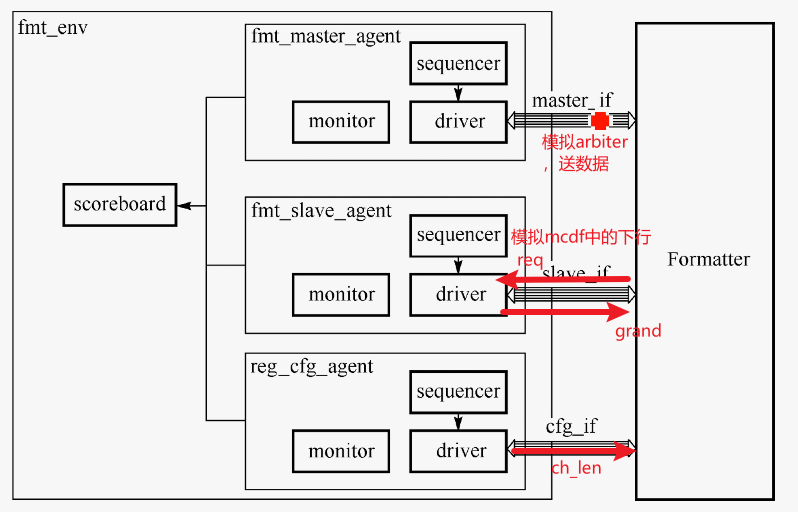 fmt_env
fmt_master_agent
sequencer
monitor
driver
master_if
模拟arbiter
，送数据
scoreboard
fmt_slave_agent
sequencer
模拟mcdf中的下行
req
slave_if
monitor
driver
grand
Formatter
reg_cfg_agent
sequencer
monitor
driver
cfg_if
ch_len